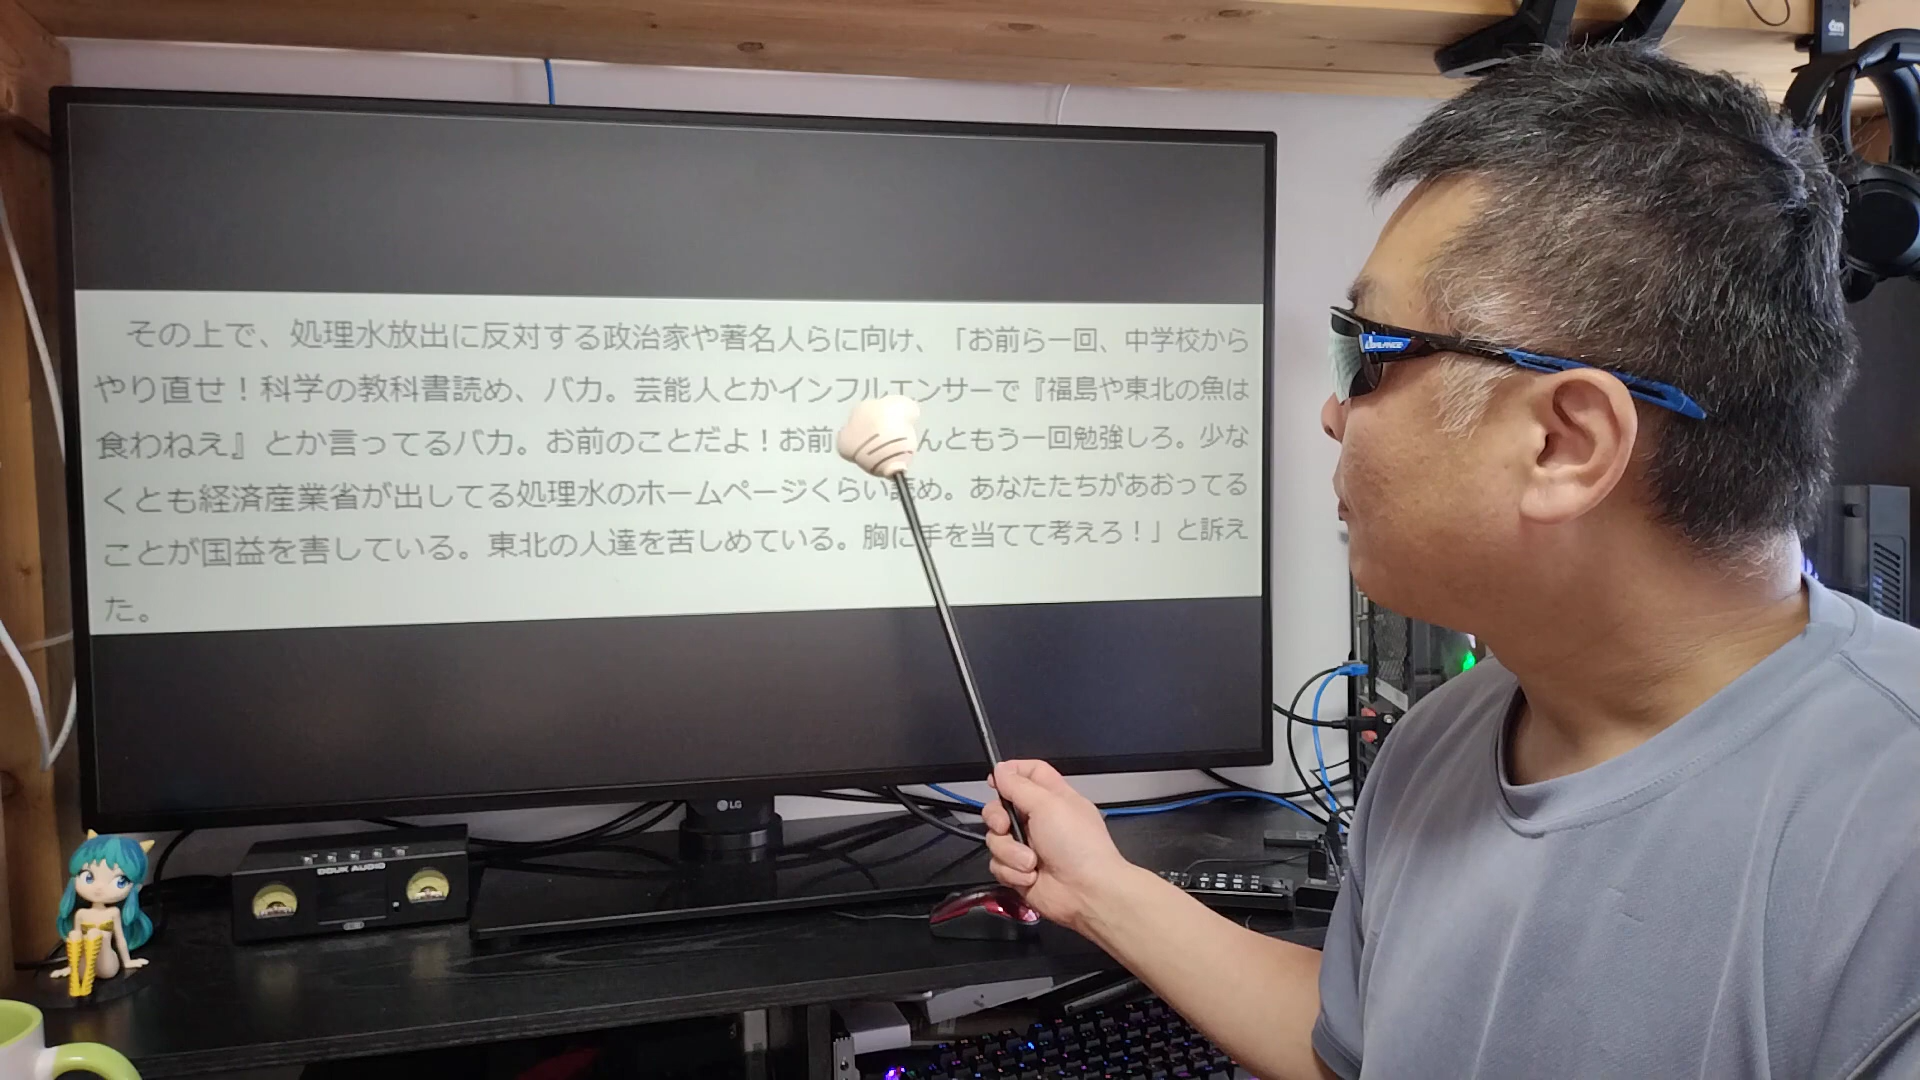 その上で、処理水放出に反対する政治家や著名人らに向け、「お前ら一回、中学校から
やり直せ！科学の教科書読め、バカ。芸能人とかインフルエンサーで『福島や東北の魚は
食わねえ』とか言ってるバカ。お前のことだよ！お前 んともう一回勉強しろ。少な
くとも経済産業省が出してる処理水のホームページくらい読め。あなたたちがあおってる
ことが国益を害している。東北の人達を苦しめている。胸に手を当てて考えろ！」と訴え
た。
LG
DOUK AUDIO